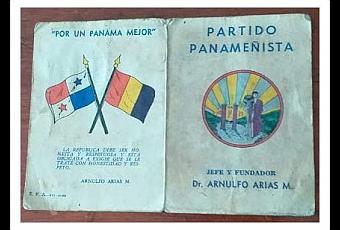 "POR UN PANAMA MEJOR"
LA REPUBLICA DEBE SER HO-
NESTA Y RESPETUOSA Y ESTA
OBLIGADA A EXIGIR QUE SE LE
TRATE CON HONESTIDAD Y RES-
PETO.
ARNULFO ARIAS M.
PARTIDO
PANAMEÑISTA
JEFE Y FUNDADOR
Dr. ARNULFO ARIAS M.